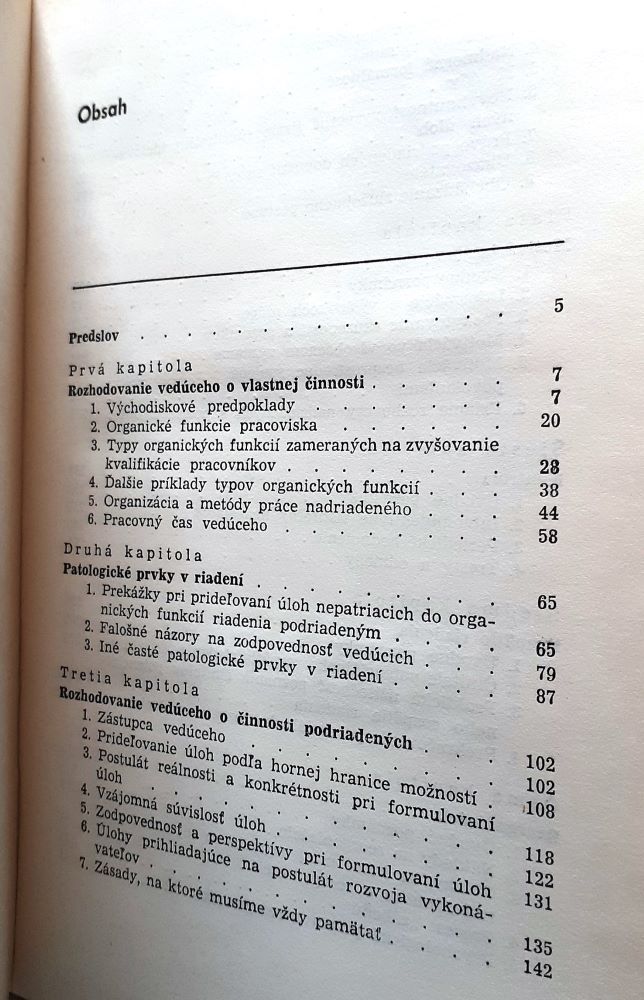 Obsah
Predslov . . . . . . . . . . . . . 5
Prvá kapitola
Rozhodovanie vedúceho o vlastnej činnosti . . . . . 7
1. Východiskové predpoklady . . . . . . . 7
2. Organické funkcie pracoviska . . . . . . 20
3. Typy organických funkcií zameraných na zvyšovanie
kvalifikácie pracovníkov . . . . . . . . 28
4. Ďalšie príklady typov organických funkcií . . . 38
5. Organizácia a metódy práce nadriadeného . . . 44
6. Pracovný čas vedúceho . . . . . . . . 58
Druhá kapitola
Patologické prvky v riadení . . . . . . . . 65
1. Prekážky pri prideľovaní úloh nepatriacich do orga-
nických funkcií riadenia podriadeným . . . . 65
2. Falošné názory na zodpovednosť vedúcich . . . 79
3. Iné časté patologické prvky v riadení . . . . 87
Tretia kapitola
Rozhodovanie vedúceho o činnosti podriadených . . . 102
1. Zástupca vedúceho . . . . . . . . . 102
2. Prideľovanie úloh podľa hornej hranice možností . 108
3. Postulát reálnosti a konkrétnosti pri formulovaní
úloh . . . . . . . . . . . . 118
4. Vzájomná súvislosť úloh . . . . . . . 122
5. Zodpovednosť a perspektívy pri formulovaní úloh 131
6. Úlohy prihliadajúce na postulát rozvoja vykoná-
vateľov . . . . . . . . . . . 135
7. Zásady, na ktoré musíme vždy pamätať . . . . 142